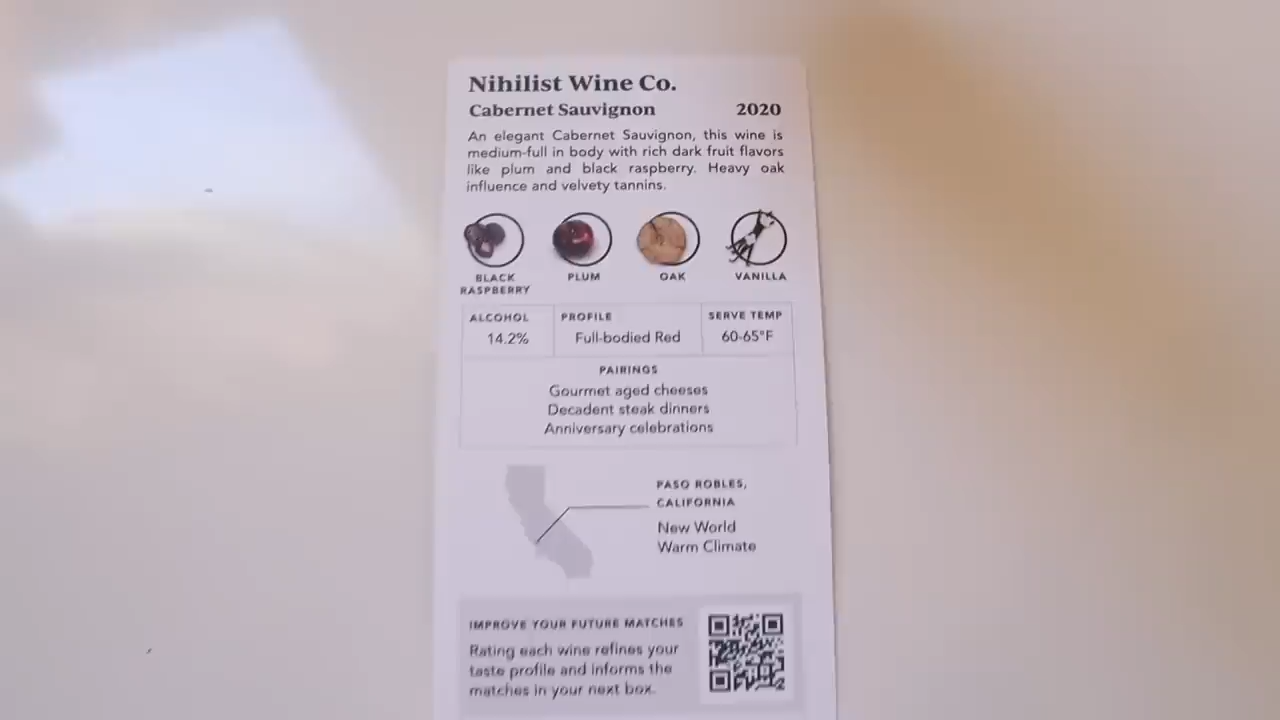 Nihilist Wine Co.
Cabernet Sauvignon 2020
An elegant Cabernet Sauvignon, this wine is
medium-full in body with rich dark fruit flavors
like plum and black raspberry. Heavy oak
influence and velvety tannins.
BLACK RASPBERRY
PLUM
OAK
VANILLA
ALCOHOL
14.2%
PROFILE
Full-bodied Red
SERVE TEMP
60-65°F
PAIRINGS
Gourmet aged cheeses
Decadent steak dinners
Anniversary celebrations
PASO ROBLES,
CALIFORNIA
New World
Warm Climate
IMPROVE YOUR FUTURE MATCHES
Rating each wine refines your
taste profile and informs the
matches in your next box.